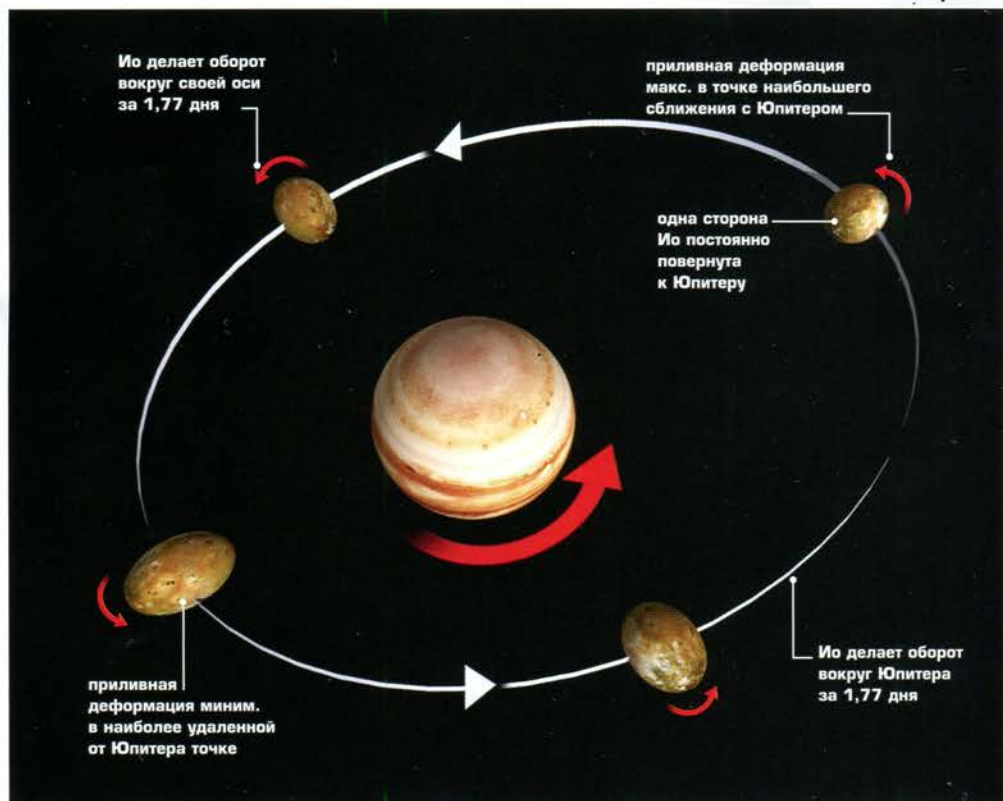 Ио делает оборот
вокруг своей оси
за 1,77 дня
приливная деформация
макс. в точке наибольшего
сближения с Юпитером
одна сторона
Ио постоянно
повернута
к Юпитеру
приливная
деформация миним.
в наиболее удаленной
от Юпитера точке
Ио делает оборот
вокруг Юпитера
за 1,77 дня